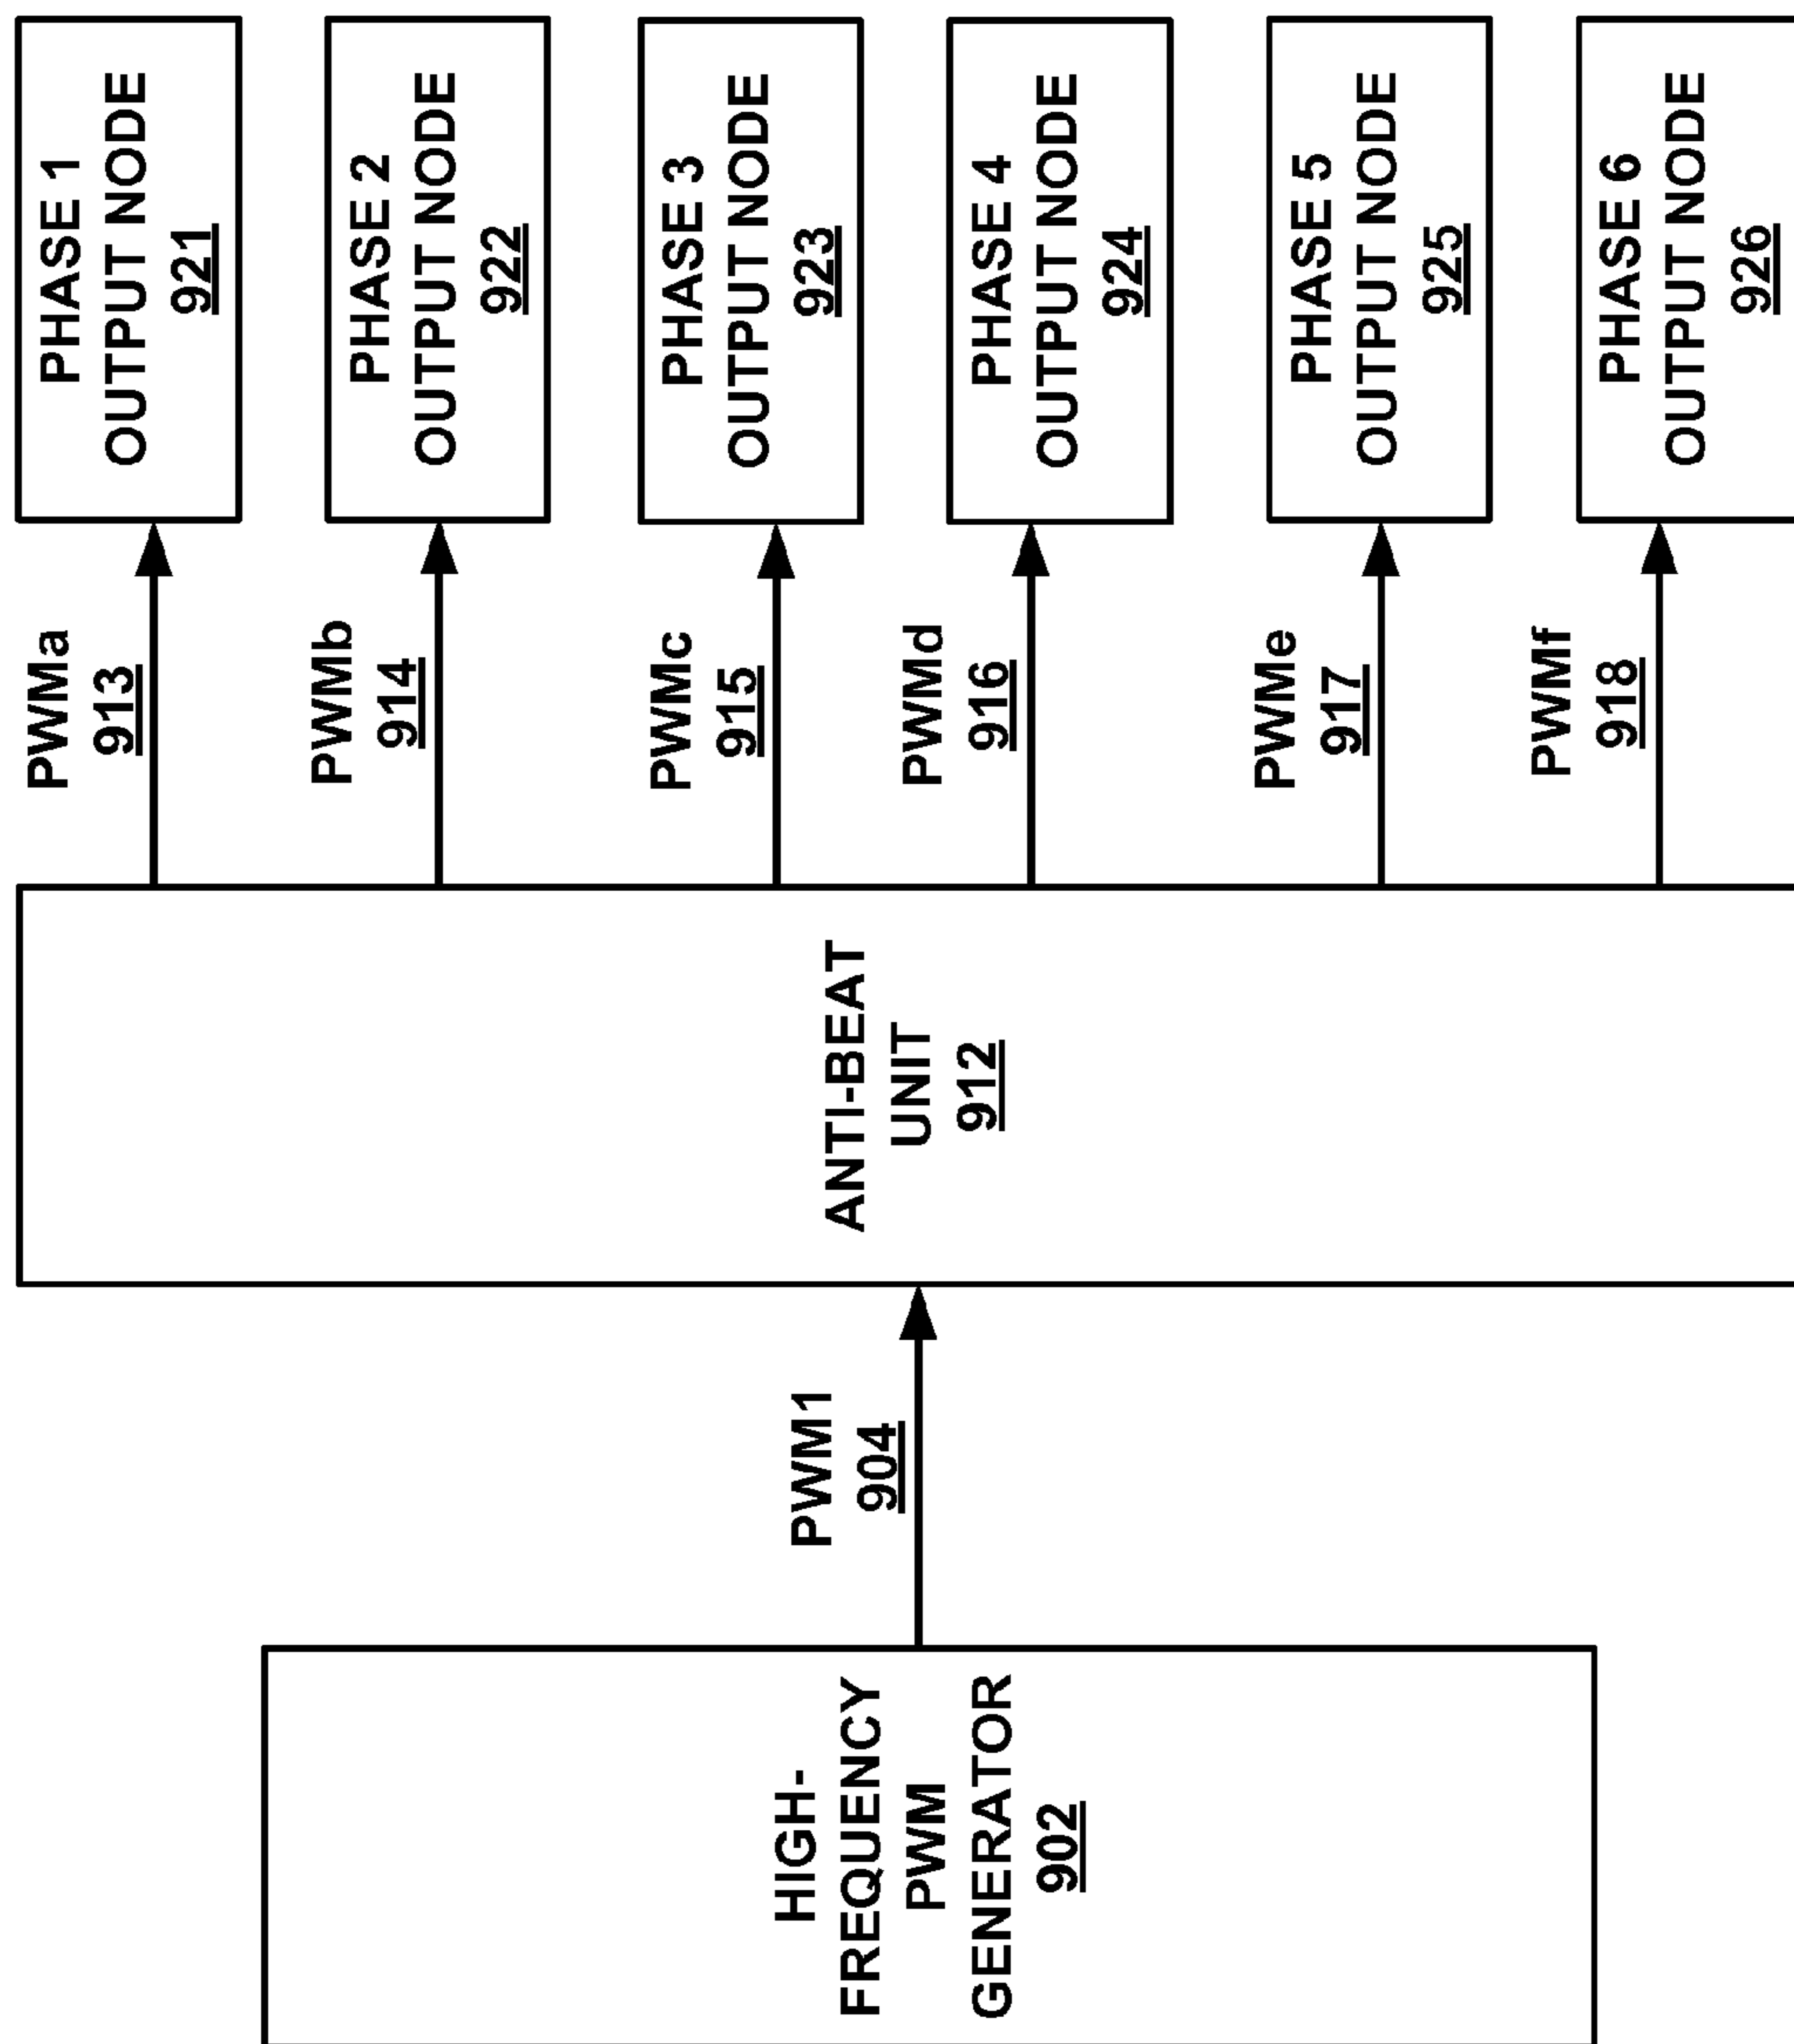 HIGH-
FREQUENCY
PWM
GENERATOR
902
PWM1
904
ANTI-BEAT
UNIT
912
PWMa
913
PWMb
914
PWMc
915
PWMd
916
PWMe
917
PWMf
918
PHASE 1
OUTPUT NODE
921
PHASE 2
OUTPUT NODE
922
PHASE 3
OUTPUT NODE
923
PHASE 4
OUTPUT NODE
924
PHASE 5
OUTPUT NODE
925
PHASE 6
OUTPUT NODE
926